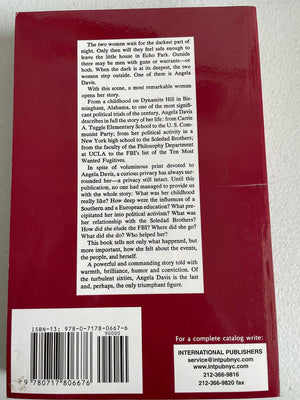 The two women wait for the darkest part of
night. Only then will they feel safe enough to
leave the little house in Echo Park. Outside
there may be men with guns or warrants—or
both. When the dark is at its deepest, the two
women step outside. One of them is Angela
Davis.
With this scene, a most remarkable woman
opens her story.
From a childhood on Dynamite Hill in Bir-
mingham, Alabama, to one of the most signif-
icant political trials of the century, Angela Davis
describes in full the story of her life: from Carrie
A. Tuggle Elementary School to the U. S. Com-
munist Party; from her political activity in a
New York high school to the Soledad Brothers;
from the faculty of the Philosophy Department
at UCLA to the FBI's list of the Ten Most
Wanted Fugitives.
In spite of voluminous print devoted to
Angela Davis, a curious privacy has always sur-
rounded her—a privacy still intact. Until this
publication, no one had managed to provide us
with the whole story: What was her childhood
really like? How deep were the influences of a
Southern and a European education? What pre-
cipitated her into political activism? What was
her relationship with the Soledad Brothers?
How did she elude the FBI? Where did she go?
What did she do? Who helped her?
This book tells not only what happened, but
more important, how she felt about the events,
the people, and herself.
A powerful and commanding story told with
warmth, brilliance, humor and conviction. Of
the turbulent sixties, Angela Davis is the last
and, perhaps, the only triumphant figure.
ISBN-13: 978-0-7178-0667-6
90000
9 780717 806676
For a complete catalog write:
INTERNATIONAL PUBLISHERS
service@intpubnyc.com
www.intpubnyc.com
212-366-9816
212-366-9820 fax